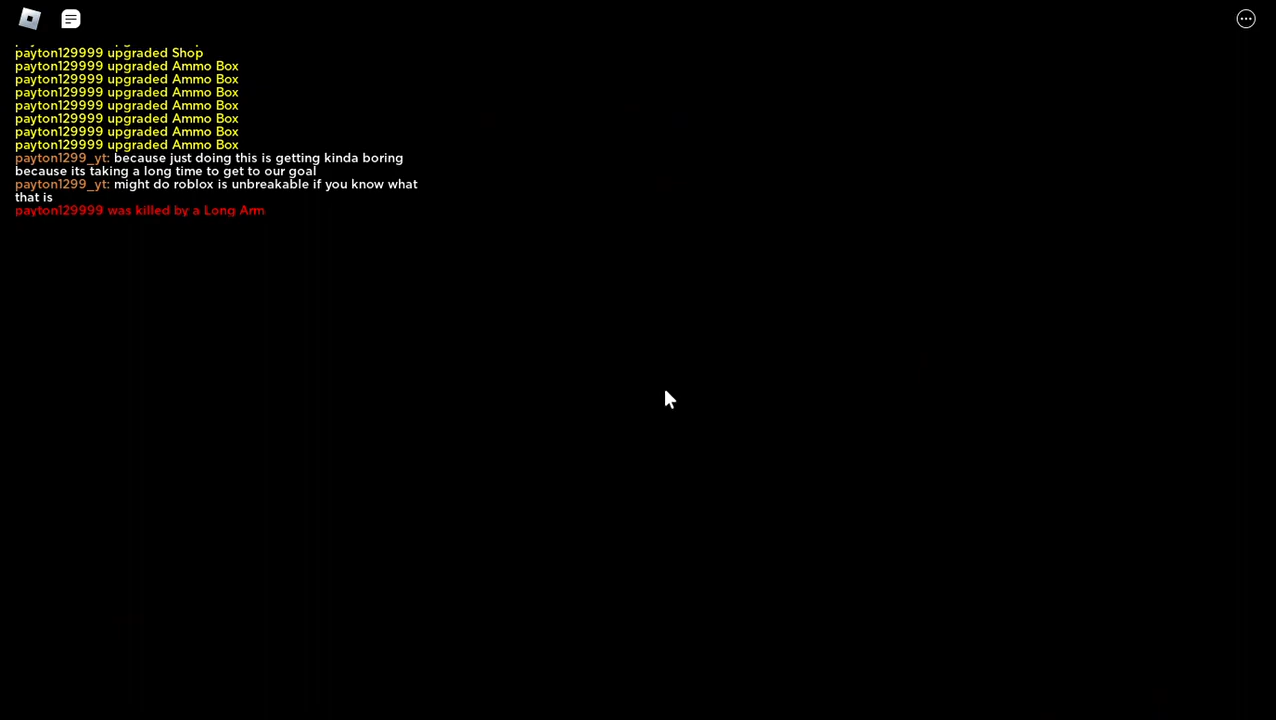 payton129999 upgraded Shop
payton129999 upgraded Ammo Box
payton129999 upgraded Ammo Box
payton129999 upgraded Ammo Box
payton129999 upgraded Ammo Box
payton129999 upgraded Ammo Box
payton129999 upgraded Ammo Box
payton129999 upgraded Ammo Box
payton1299_yt: because just doing this is getting kinda boring
because its taking a long time to get to our goal
payton1299_yt: might do roblox is unbreakable if you know what
that is
payton129999 was killed by a Long Arm